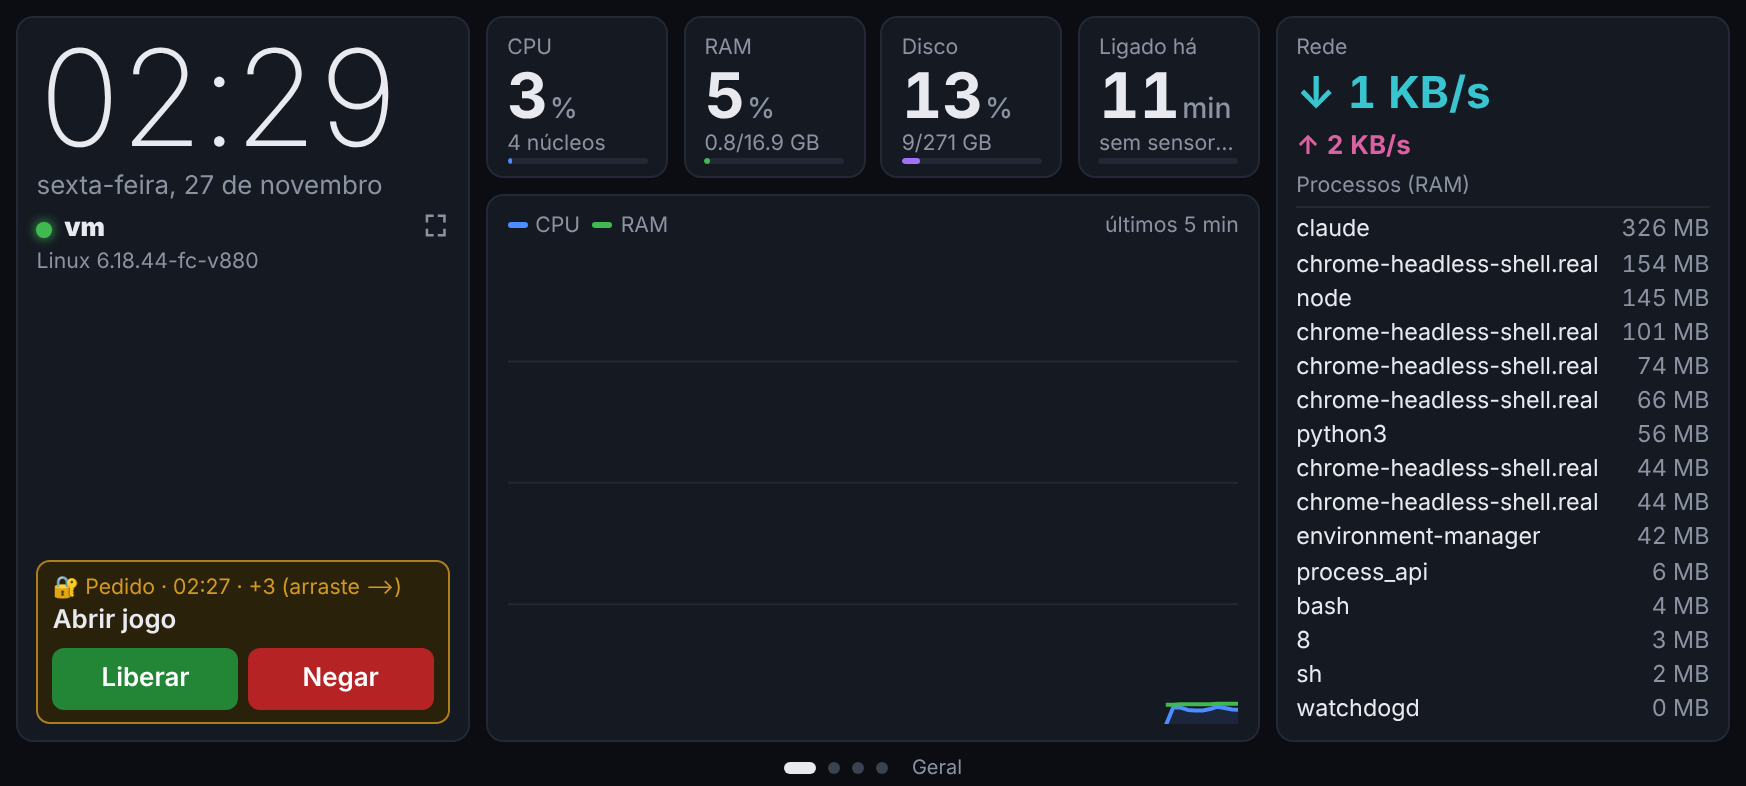 02:29
sexta-feira, 27 de novembro
vm
Linux 6.18.44-fc-v880
🔐 Pedido · 02:27 · +3 (arraste →)
Abrir jogo
Liberar
Negar
CPU
3%
4 núcleos
RAM
5%
0.8/16.9 GB
Disco
13%
9/271 GB
Ligado há
11min
sem sensor...
CPU RAM
últimos 5 min
Rede
↓ 1 KB/s
↑ 2 KB/s
Processos (RAM)
claude 326 MB
chrome-headless-shell.real 154 MB
node 145 MB
chrome-headless-shell.real 101 MB
chrome-headless-shell.real 74 MB
chrome-headless-shell.real 66 MB
python3 56 MB
chrome-headless-shell.real 44 MB
chrome-headless-shell.real 44 MB
environment-manager 42 MB
process_api 6 MB
bash 4 MB
8 3 MB
sh 2 MB
watchdogd 0 MB
Geral